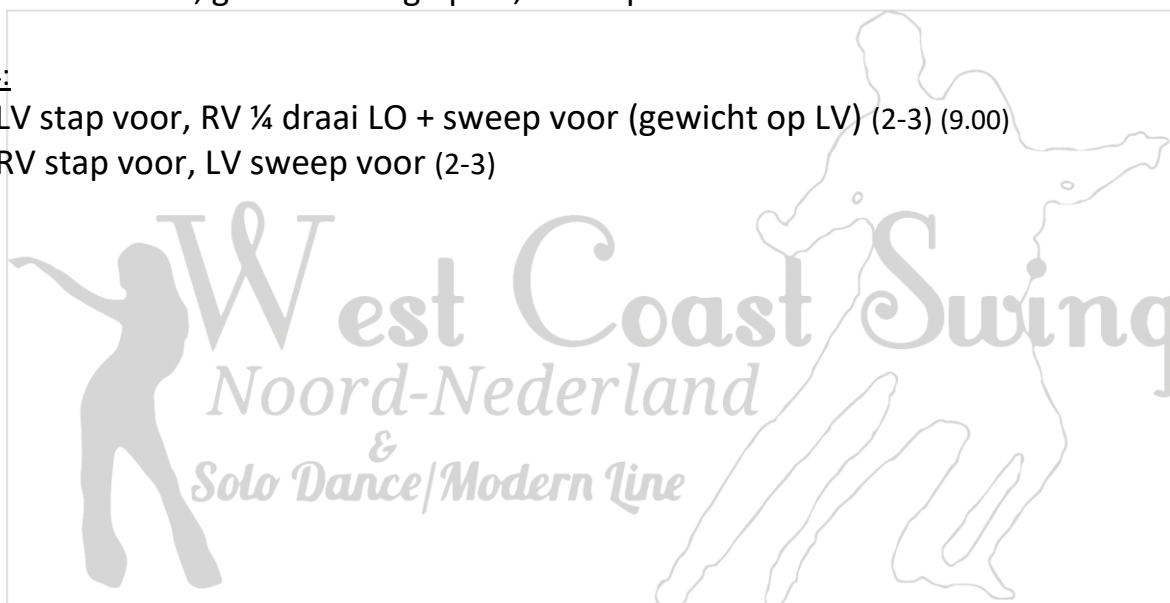 :
LV stap voor, RV ¼ draai LO + sweep voor (gewicht op LV) (2-3) (9.00)
RV stap voor, LV sweep voor (2-3)
West Coast Swing
Noord-Nederland
&
Solo Dance/Modern Line